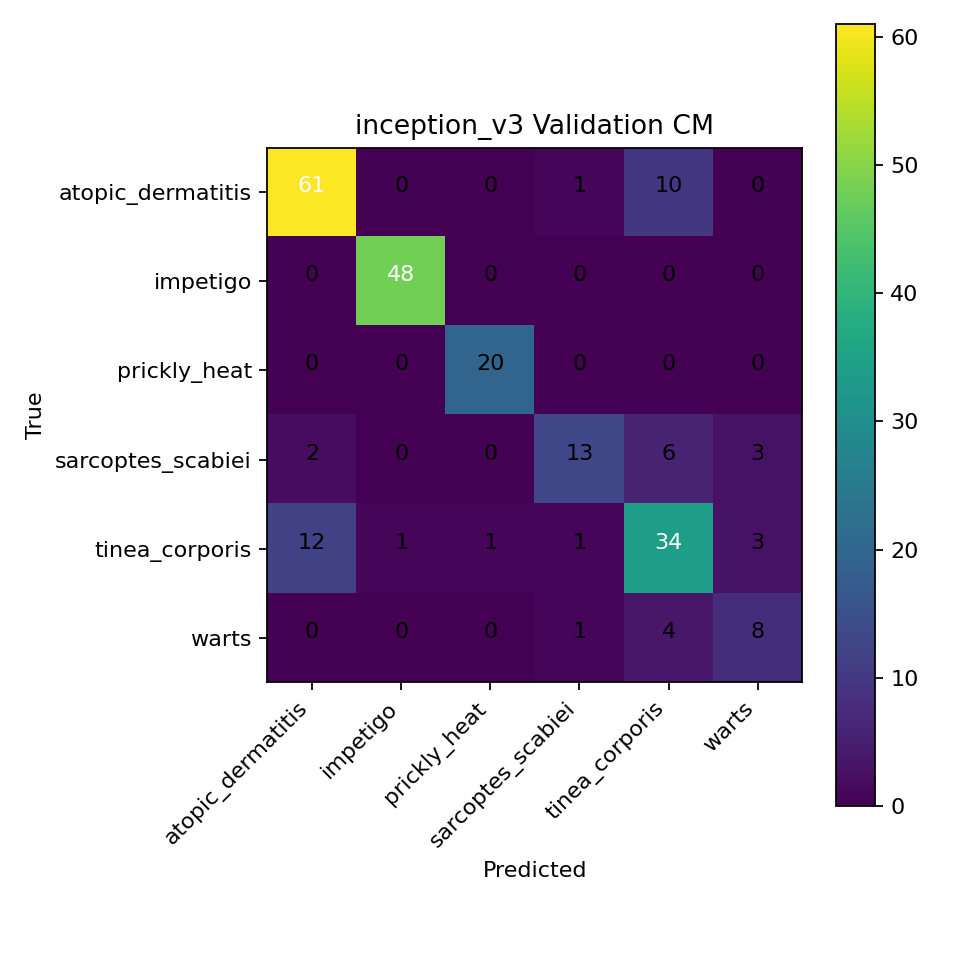 inception_v3 Validation CM
True
atopic_dermatitis 61 0 0 1 10 0
impetigo 0 48 0 0 0 0
prickly_heat 0 0 20 0 0 0
sarcoptes_scabiei 2 0 0 13 6 3
tinea_corporis 12 1 1 1 34 3
warts 0 0 0 1 4 8
atopic_dermatitis impetigo prickly_heat sarcoptes_scabiei tinea_corporis warts
Predicted
60
50
40
30
20
10
0